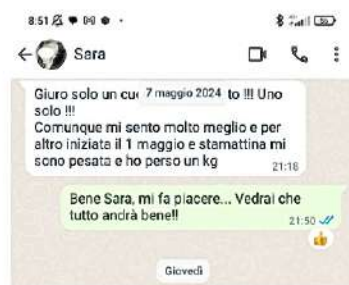 8:51
Sara
Giuro solo un cuc 7 maggio 2024 to !!! Uno
solo !!!
Comunque mi sento molto meglio e per
altro iniziata il 1 maggio e stamattina mi
sono pesata e ho perso un kg
21:18
Bene Sara, mi fa piacere... Vedrai che
tutto andrà bene!!
21:50
Giovedì